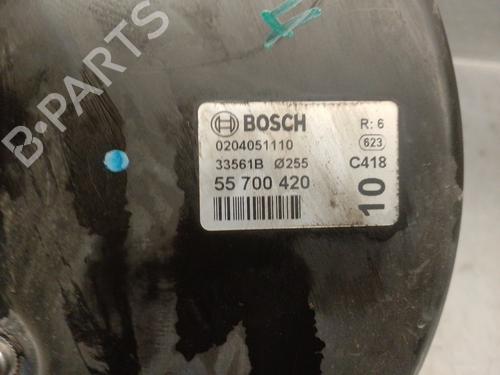 B-PARTS
BOSCH
R: 6
0204051110
623
33561B Ø255
C418
55 700 420
10